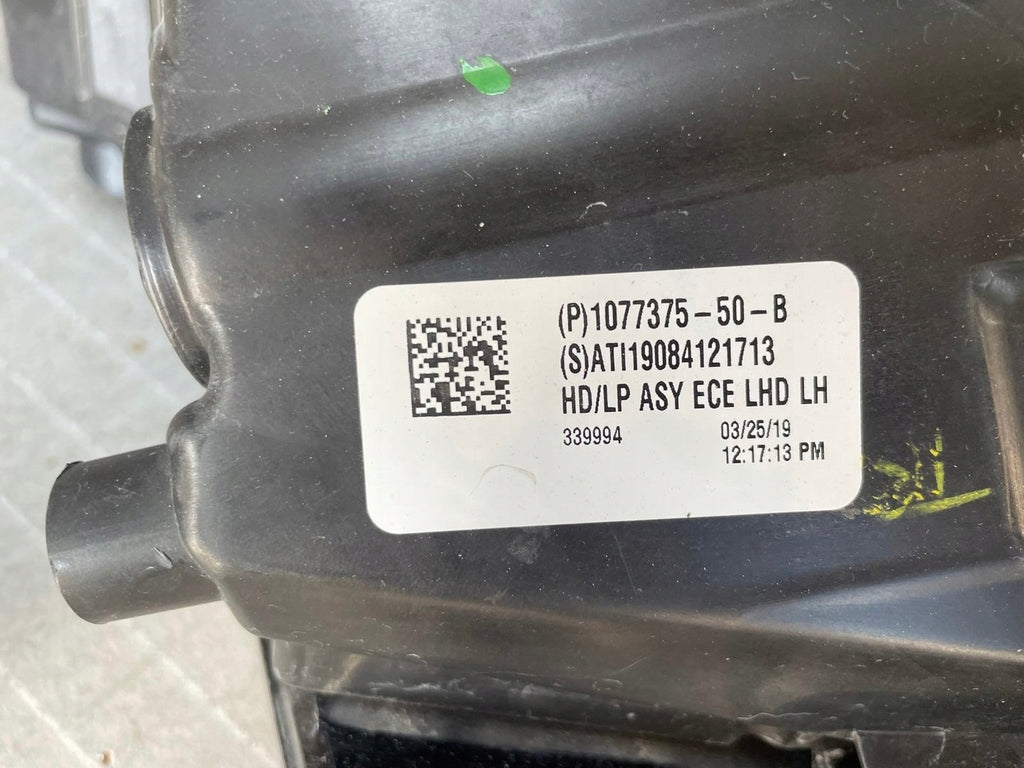 (P)1077375-50-B
(S)ATI19084121713
HD/LP ASY ECE LHD LH
339994 03/25/19
12:17:13 PM